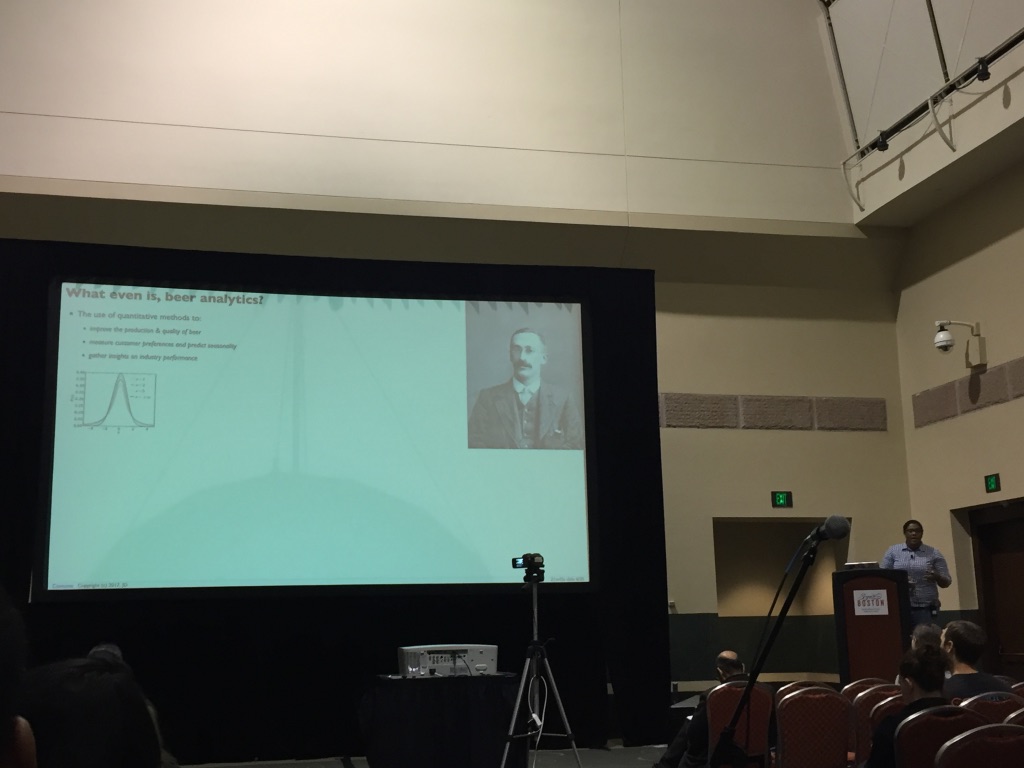 What even is, beer analytics?
The use of quantitative methods to:
improve the production & quality of beer
measure customer preferences and predict seasonality
gather insights on industry performance
BOSTON